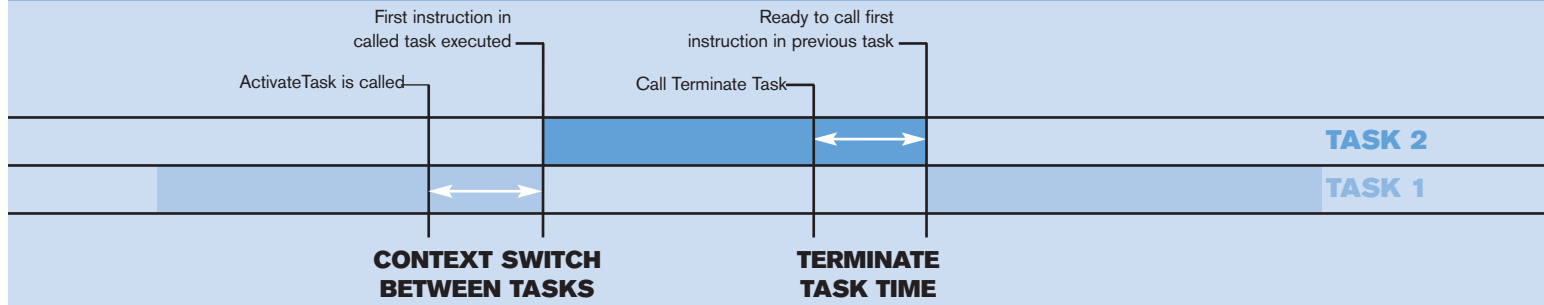 First instruction in
called task executed
Ready to call first
instruction in previous task
ActivateTask is called
Call Terminate Task
TASK 2
TASK 1
CONTEXT SWITCH
BETWEEN TASKS
TERMINATE
TASK TIME